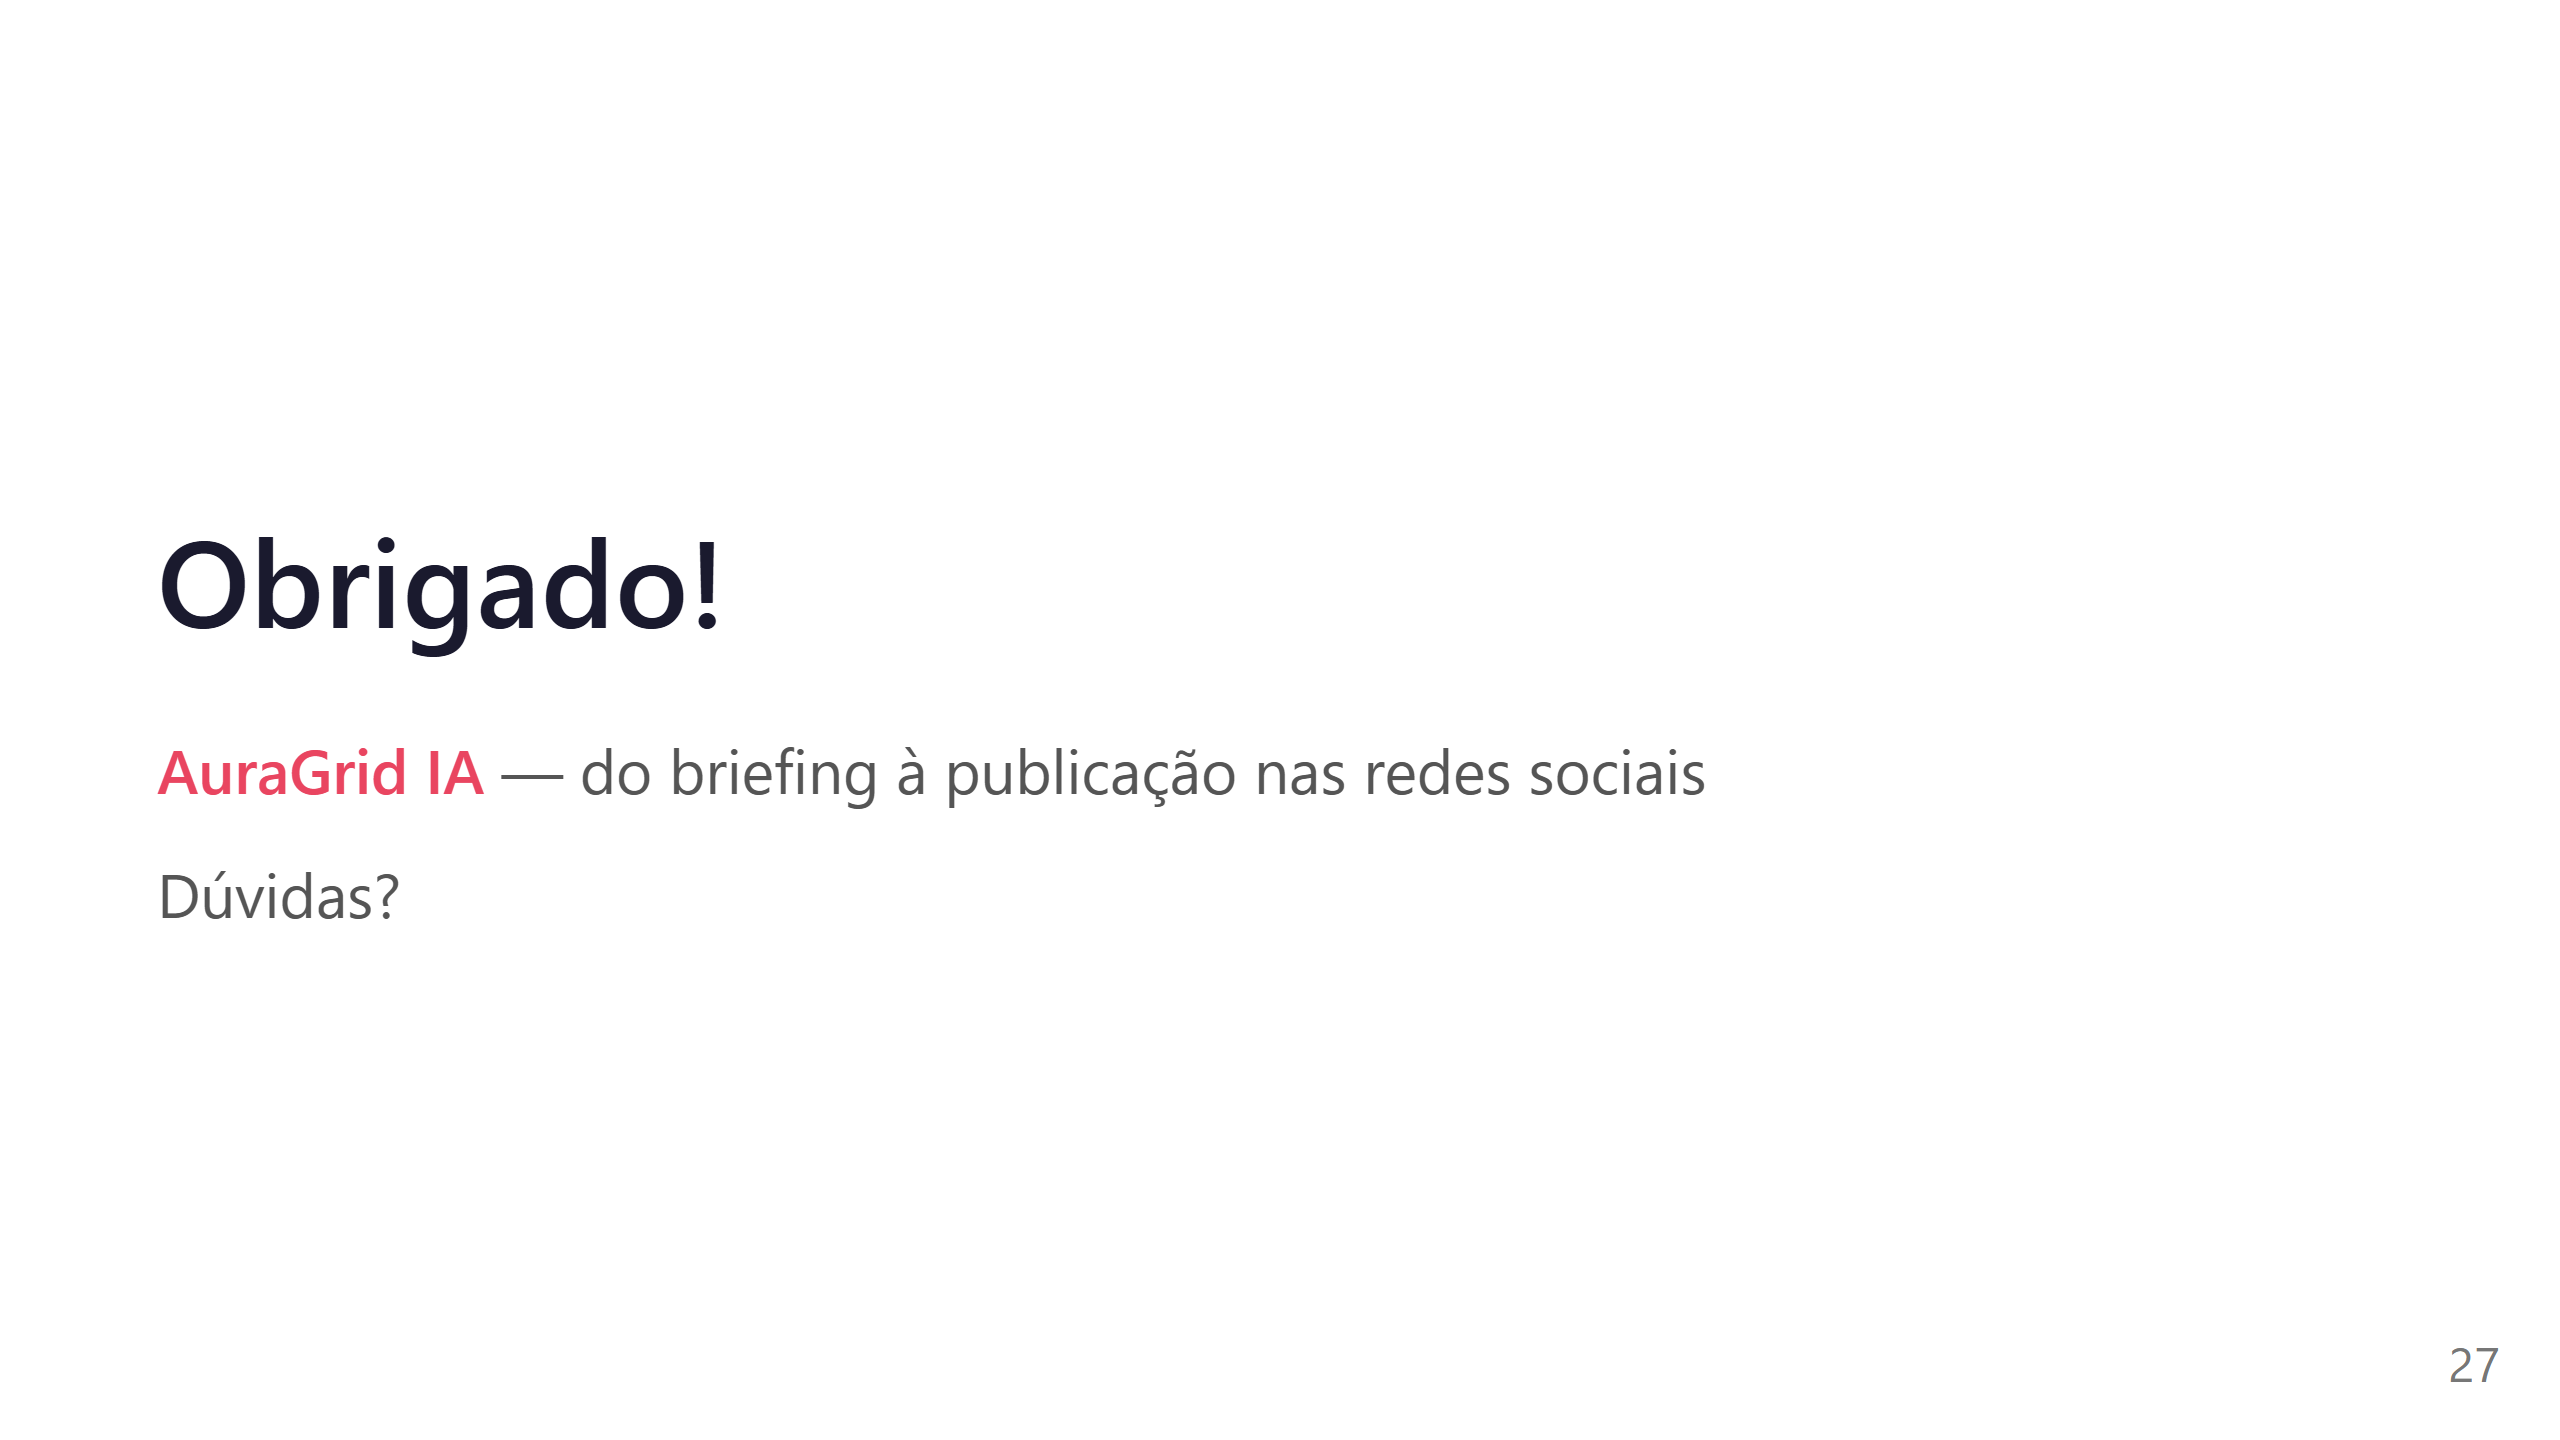 Obrigado!
AuraGrid IA — do briefing à publicação nas redes sociais
Dúvidas?
27